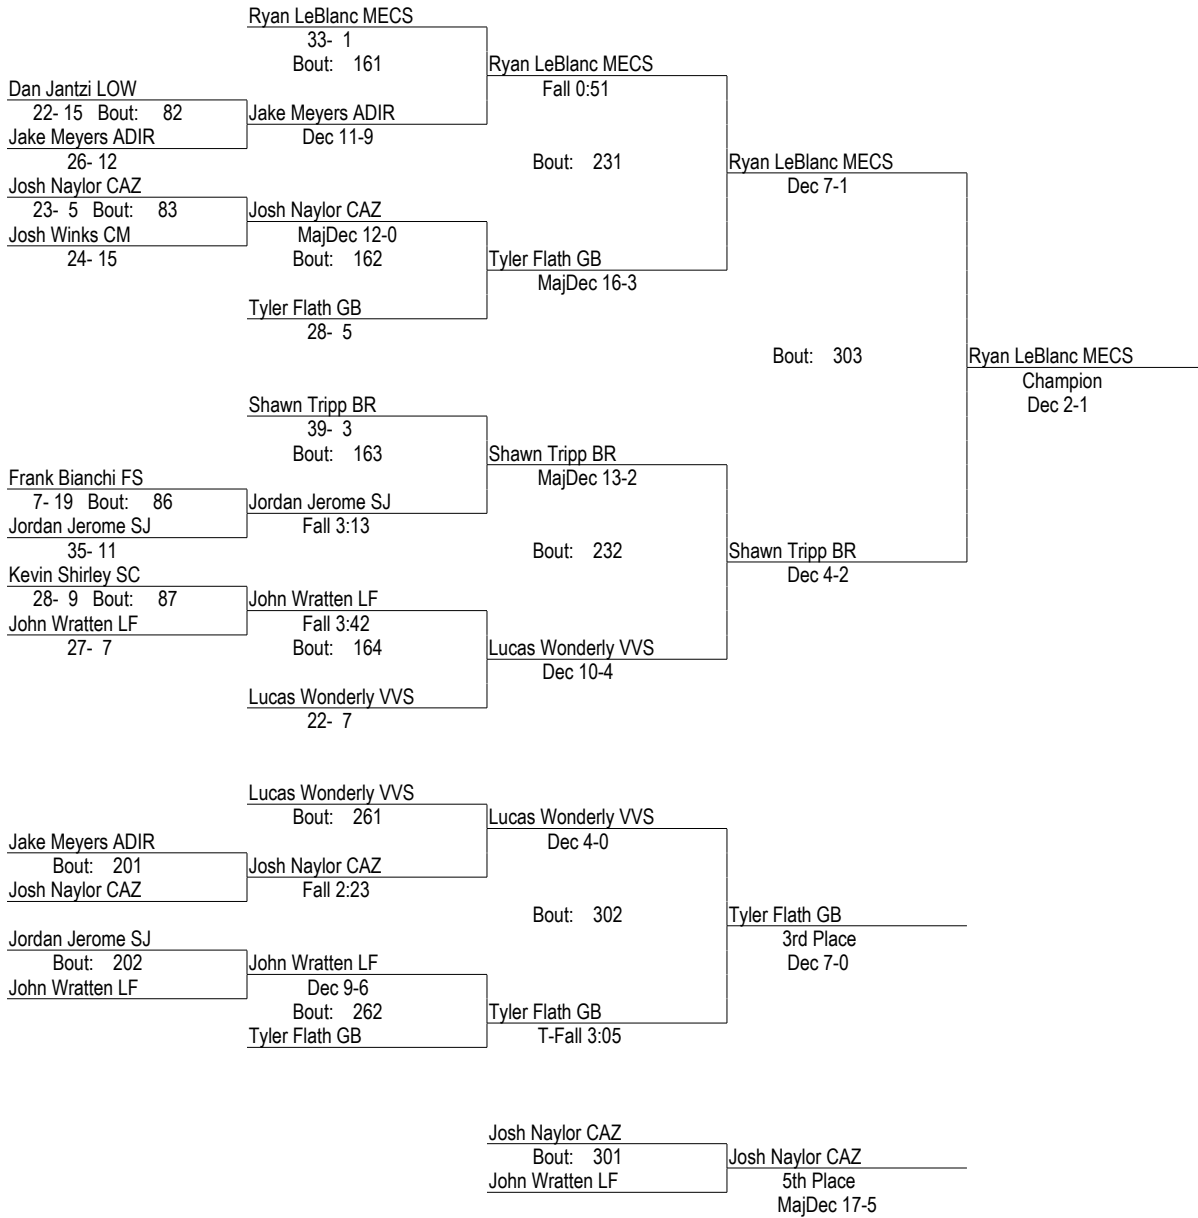 Ryan LeBlanc MECS
33- 1
Bout: 161
Ryan LeBlanc MECS
Fall 0:51
Dan Jantzi LOW
22- 15 Bout: 82
Jake Meyers ADIR
Dec 11-9
Jake Meyers ADIR
26- 12
Bout: 231
Ryan LeBlanc MECS
Dec 7-1
Josh Naylor CAZ
23- 5 Bout: 83
Josh Naylor CAZ
MajDec 12-0
Josh Winks CM
24- 15
Bout: 162
Tyler Flath GB
MajDec 16-3
Tyler Flath GB
28- 5
Bout: 303
Ryan LeBlanc MECS
Champion
Dec 2-1
Shawn Tripp BR
39- 3
Bout: 163
Shawn Tripp BR
MajDec 13-2
Frank Bianchi FS
7- 19 Bout: 86
Jordan Jerome SJ
Fall 3:13
Jordan Jerome SJ
35- 11
Bout: 232
Shawn Tripp BR
Dec 4-2
Kevin Shirley SC
28- 9 Bout: 87
John Wratten LF
Fall 3:42
John Wratten LF
27- 7
Bout: 164
Lucas Wonderly VVS
Dec 10-4
Lucas Wonderly VVS
22- 7
Lucas Wonderly VVS
Bout: 261
Lucas Wonderly VVS
Dec 4-0
Jake Meyers ADIR
Bout: 201
Josh Naylor CAZ
Fall 2:23
Josh Naylor CAZ
Bout: 302
Tyler Flath GB
3rd Place
Dec 7-0
Jordan Jerome SJ
Bout: 202
John Wratten LF
Dec 9-6
John Wratten LF
Bout: 262
Tyler Flath GB
T-Fall 3:05
Tyler Flath GB
Josh Naylor CAZ
Bout: 301
Josh Naylor CAZ
5th Place
MajDec 17-5
John Wratten LF